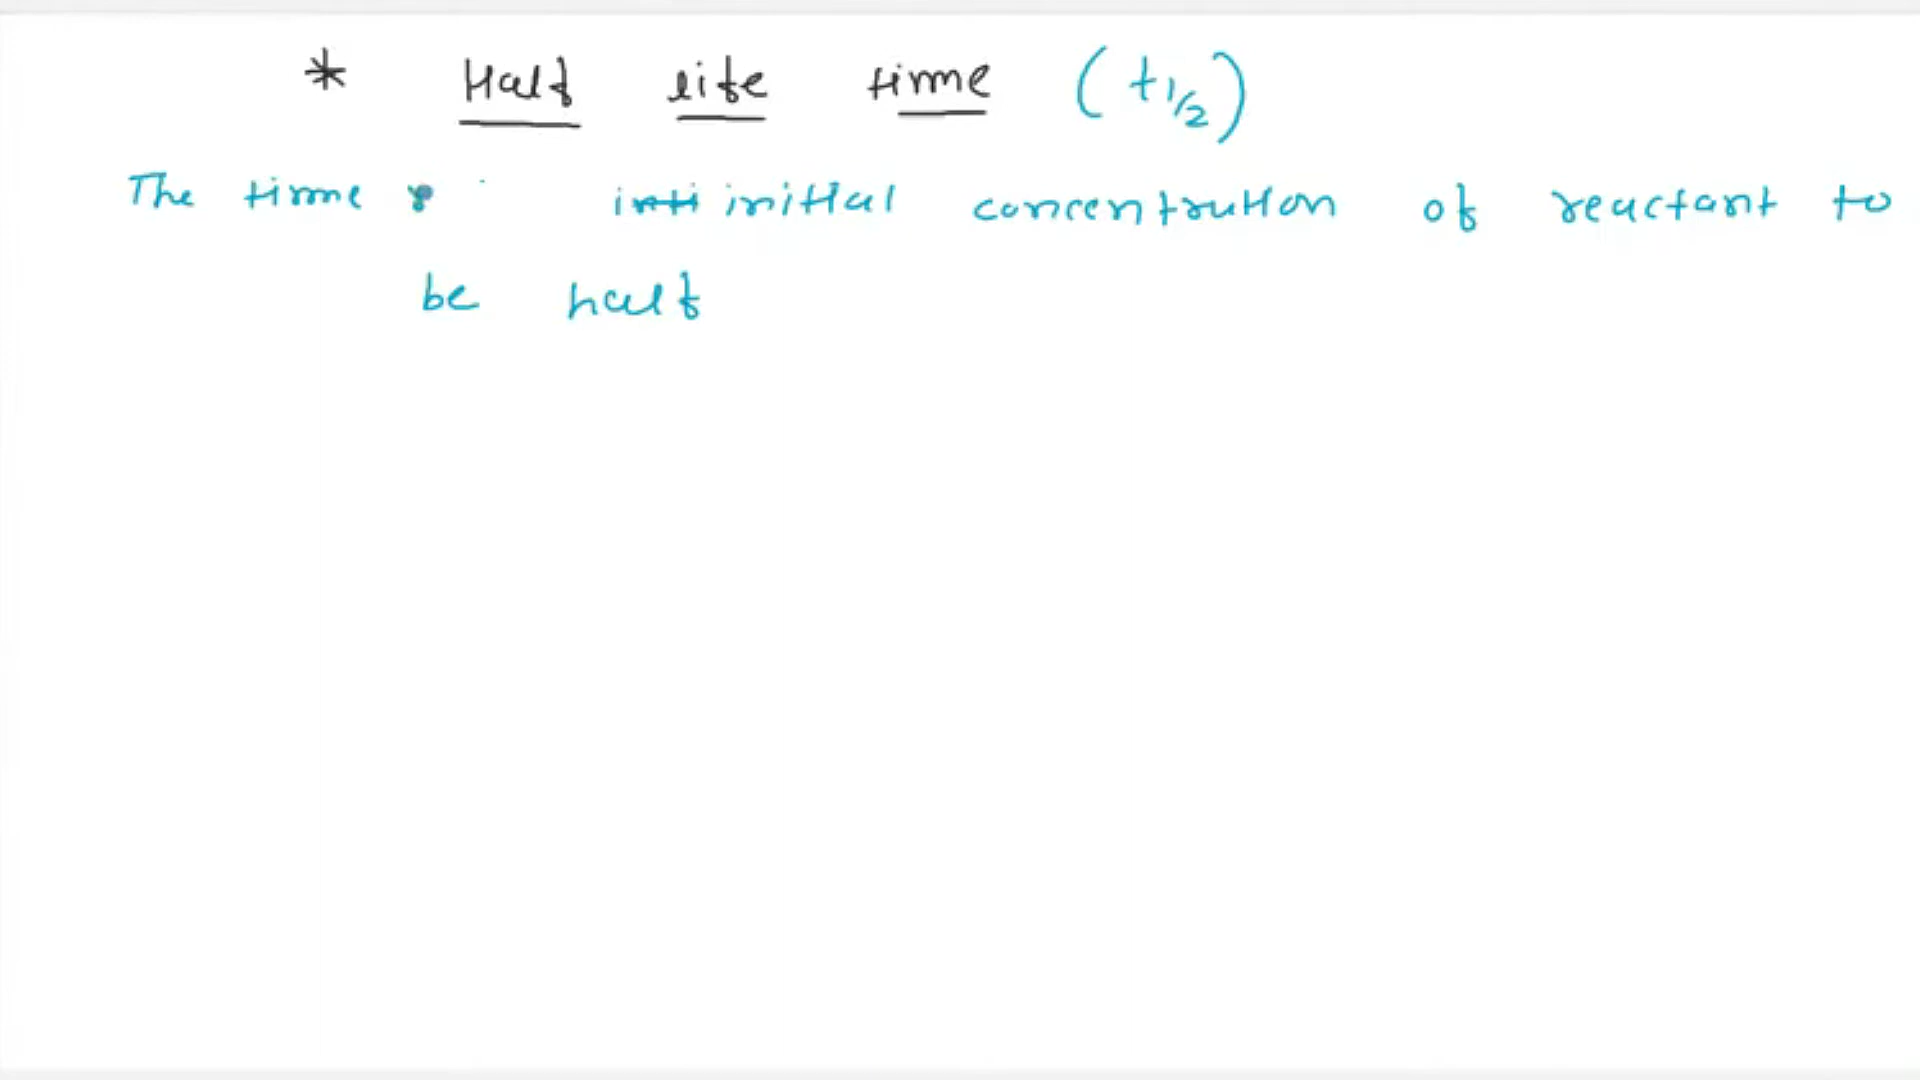 * Half life time (t1/2)
The time initial concentration of reactant to
be half